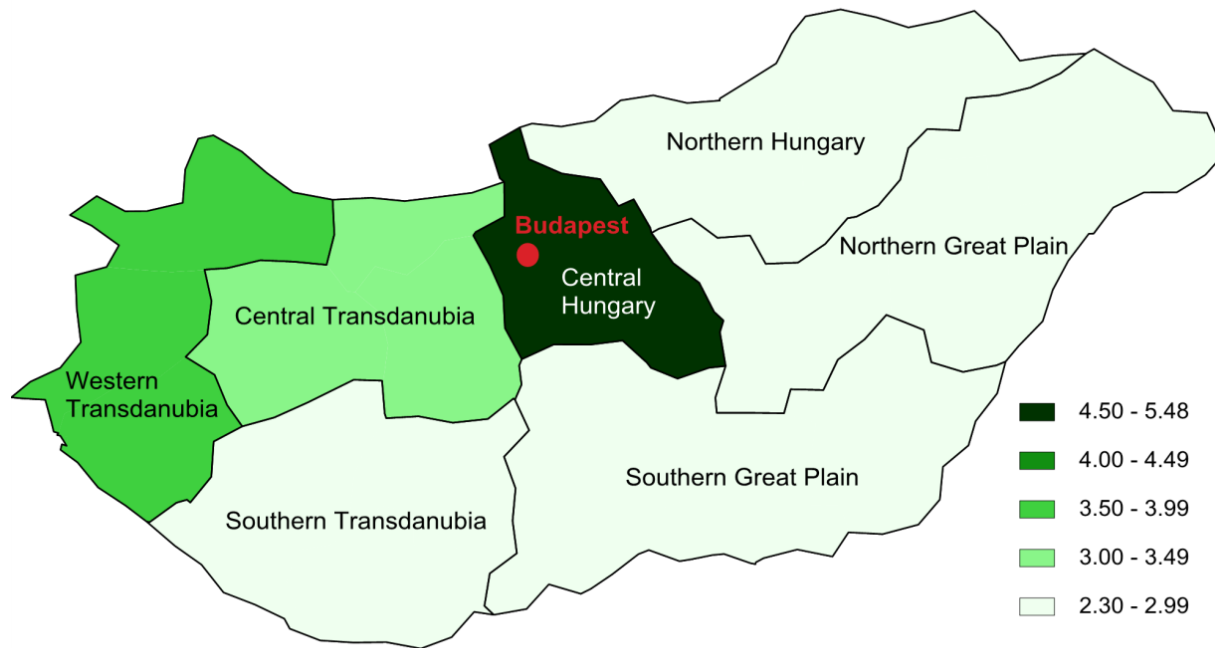 Northern Hungary
Budapest
Northern Great Plain
Central
Hungary
Central Transdanubia
Western
Transdanubia
Southern Great Plain
Southern Transdanubia
4.50 - 5.48
4.00 - 4.49
3.50 - 3.99
3.00 - 3.49
2.30 - 2.99